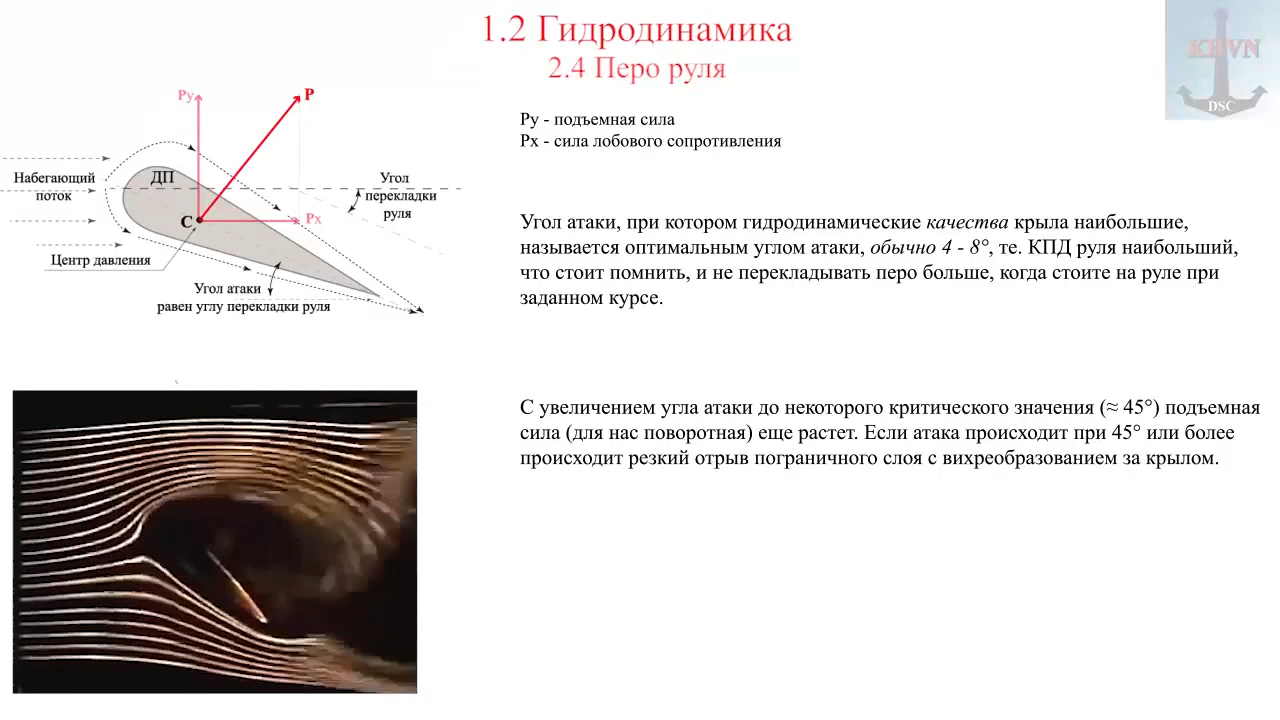 1.2 Гидродинамика
2.4 Перо руля
DSC
Py
P
Py - подъемная сила
Px - сила лобового сопротивления
Набегающий
поток
ДП
Угол
перекладки
руля
C
Px
Центр давления
Угол атаки
равен углу перекладки руля
Угол атаки, при котором гидродинамические качества крыла наибольшие,
называется оптимальным углом атаки, обычно 4 - 8°, те. КПД руля наибольший,
что стоит помнить, и не перекладывать перо больше, когда стоите на руле при
заданном курсе.
С увеличением угла атаки до некоторого критического значения (≈ 45°) подъемная
сила (для нас поворотная) еще растет. Если атака происходит при 45° или более
происходит резкий отрыв пограничного слоя с вихреобразованием за крылом.